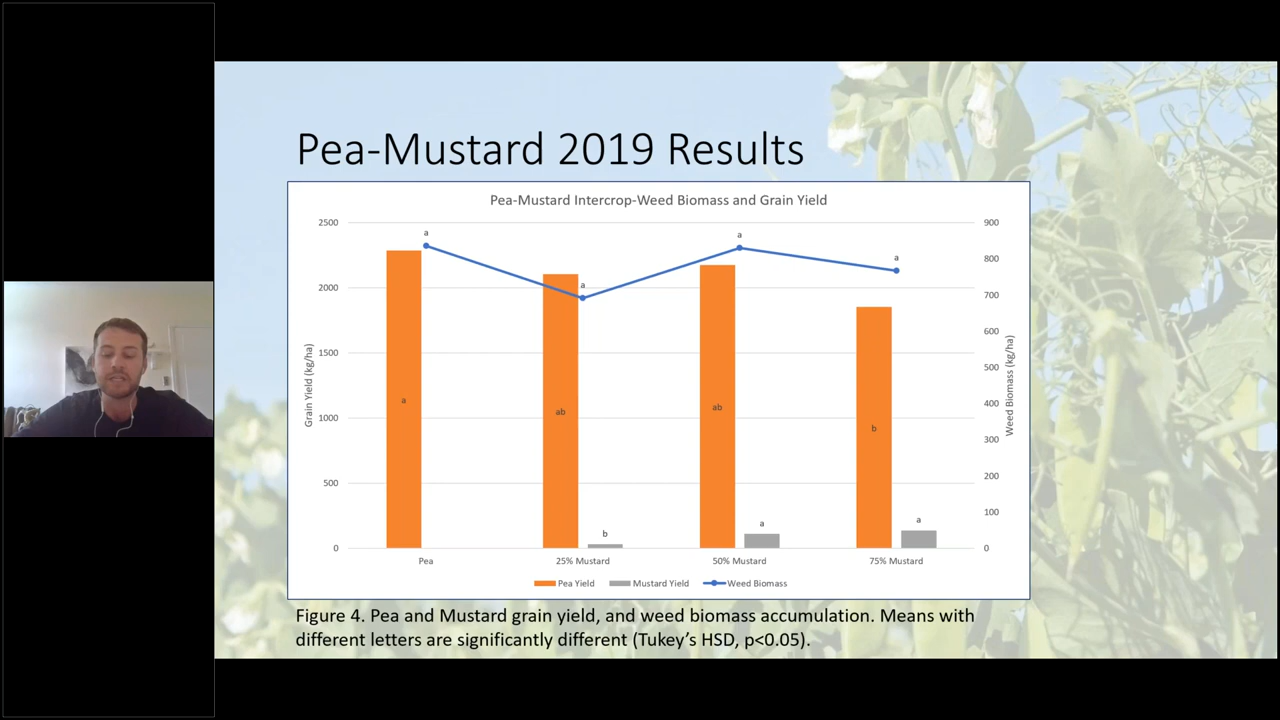 Pea-Mustard 2019 Results
Pea-Mustard Intercrop-Weed Biomass and Grain Yield
2500
2000
1500
1000
500
0
Grain Yield (kg/ha)
900
800
700
600
500
400
300
200
100
0
Weed Biomass (kg/ha)
a
a
a
a
a
ab
ab
b
b
a
a
Pea
25% Mustard
50% Mustard
75% Mustard
Pea Yield
Mustard Yield
Weed Biomass
Figure 4. Pea and Mustard grain yield, and weed biomass accumulation. Means with
different letters are significantly different (Tukey’s HSD, p<0.05).